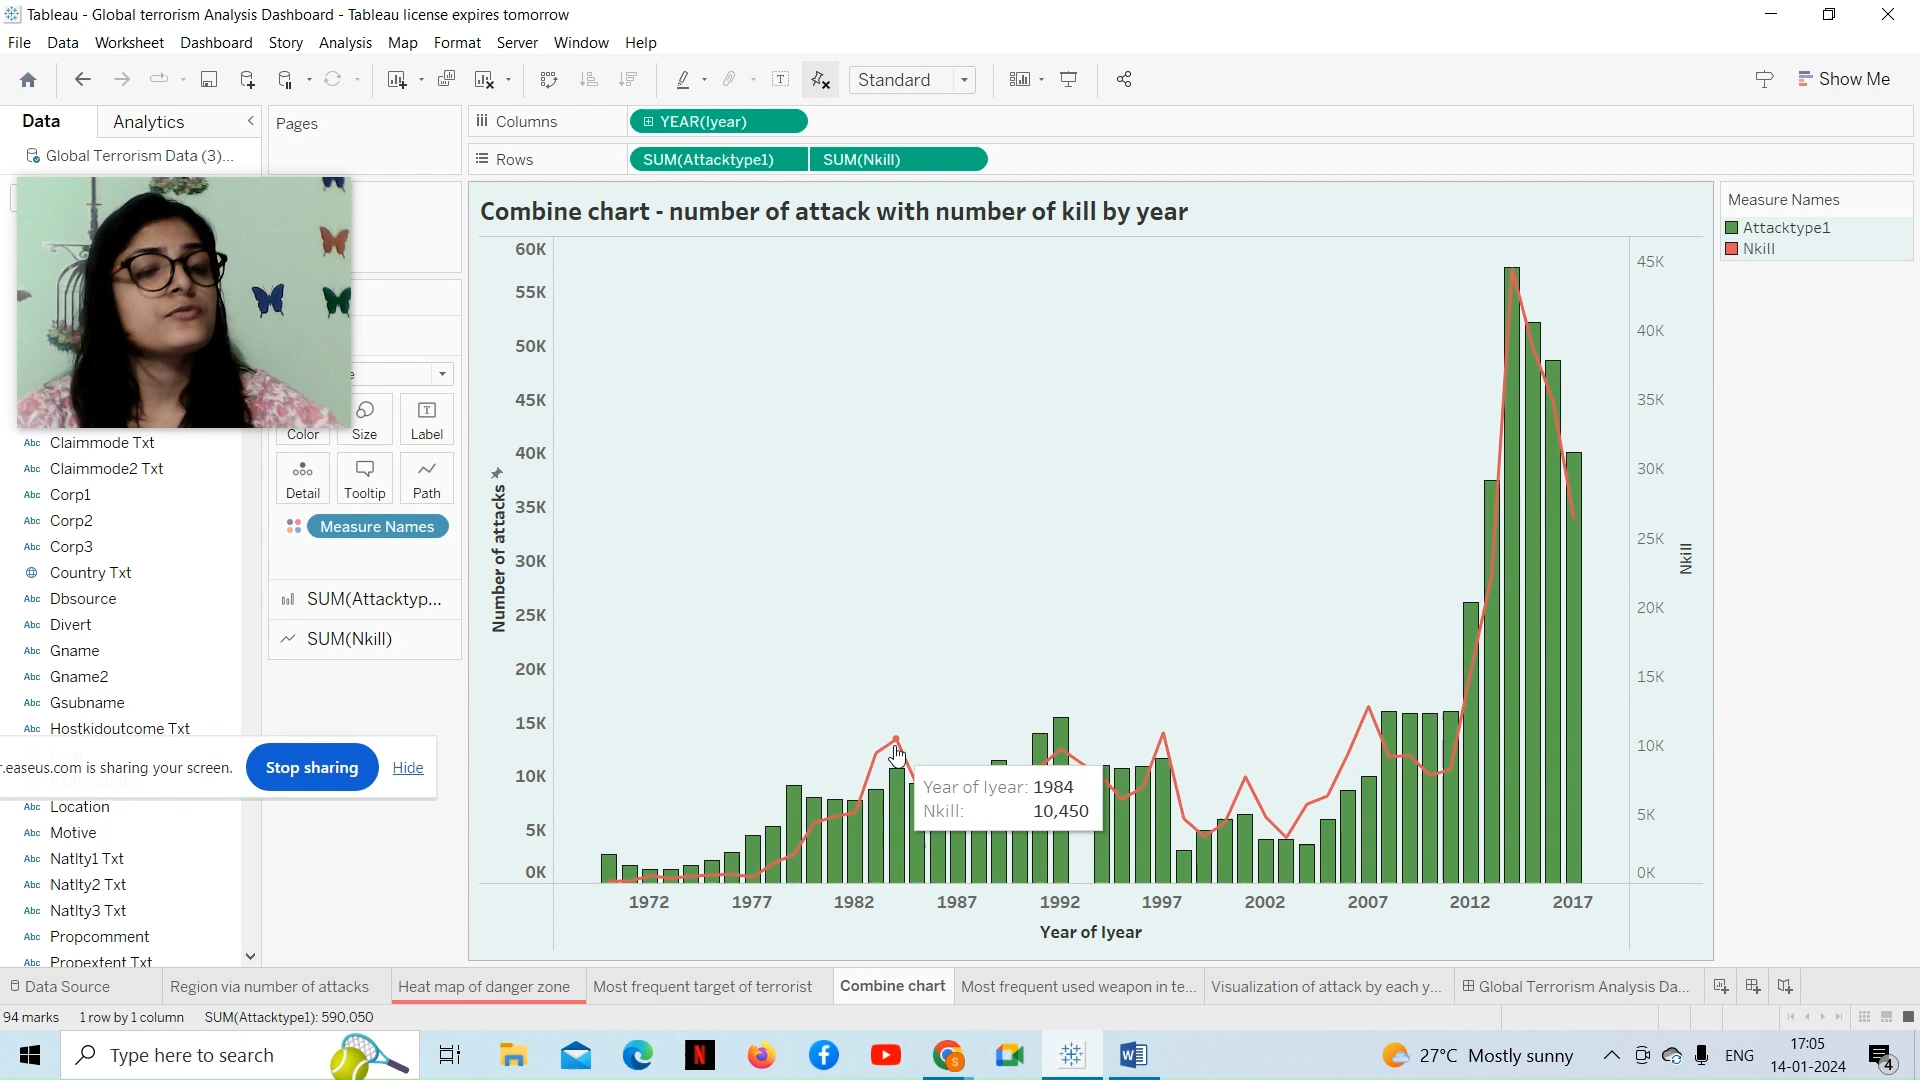 Tableau - Global terrorism Analysis Dashboard - Tableau license expires tomorrow
File Data Worksheet Dashboard Story Analysis Map Format Server Window Help
Standard
Show Me
Data
Analytics
Global Terrorism Data (3)...
Pages
Columns
YEAR(Iyear)
Rows
SUM(Attacktype1)
SUM(Nkill)
Color
Size
Label
Detail
Tooltip
Path
Measure Names
SUM(Attacktyp...
SUM(Nkill)
Claimmode Txt
Claimmode2 Txt
Corp1
Corp2
Corp3
Country Txt
Dbsource
Divert
Gname
Gname2
Gsubname
Hostkidoutcome Txt
r.easeus.com is sharing your screen.
Stop sharing
Hide
Location
Motive
Natlty1 Txt
Natlty2 Txt
Natlty3 Txt
Propcomment
Propextent Txt
Combine chart - number of attack with number of kill by year
Number of attacks
60K
55K
50K
45K
40K
35K
30K
25K
20K
15K
10K
5K
0K
45K
40K
35K
30K
25K
20K
15K
10K
5K
0K
Nkill
Year of Iyear: 1984
Nkill: 10,450
1972 1977 1982 1987 1992 1997 2002 2007 2012 2017
Year of Iyear
Measure Names
Attacktype1
Nkill
Data Source
Region via number of attacks
Heat map of danger zone
Most frequent target of terrorist
Combine chart
Most frequent used weapon in te...
Visualization of attack by each y...
Global Terrorism Analysis Da...
94 marks 1 row by 1 column SUM(Attacktype1): 590,050
Type here to search
27°C Mostly sunny
ENG
17:05
14-01-2024
4